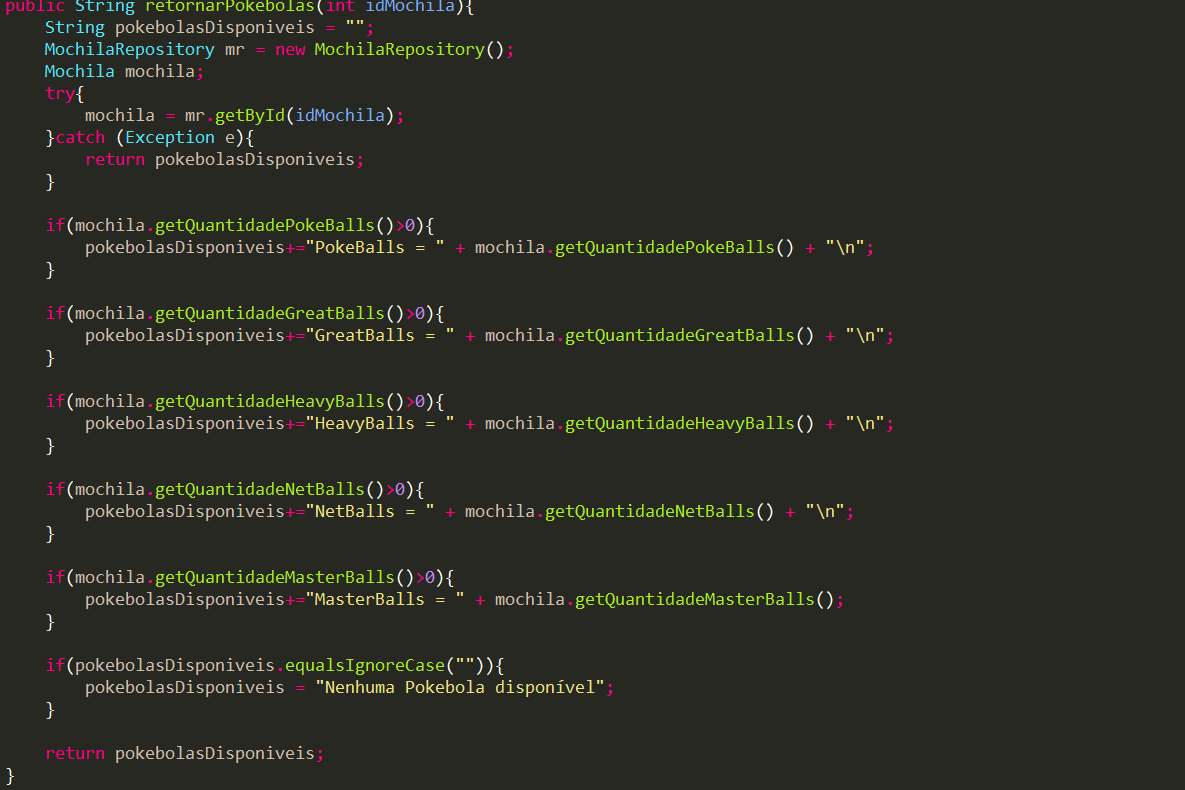 public String retornarPokebolas(int idMochila){
    String pokebolasDisponiveis = "";
    MochilaRepository mr = new MochilaRepository();
    Mochila mochila;
    try{
        mochila = mr.getById(idMochila);
    }catch (Exception e){
        return pokebolasDisponiveis;
    }

    if(mochila.getQuantidadePokeBalls()>0){
        pokebolasDisponiveis+="PokeBalls = " + mochila.getQuantidadePokeBalls() + "\n";
    }

    if(mochila.getQuantidadeGreatBalls()>0){
        pokebolasDisponiveis+="GreatBalls = " + mochila.getQuantidadeGreatBalls() + "\n";
    }

    if(mochila.getQuantidadeHeavyBalls()>0){
        pokebolasDisponiveis+="HeavyBalls = " + mochila.getQuantidadeHeavyBalls() + "\n";
    }

    if(mochila.getQuantidadeNetBalls()>0){
        pokebolasDisponiveis+="NetBalls = " + mochila.getQuantidadeNetBalls() + "\n";
    }

    if(mochila.getQuantidadeMasterBalls()>0){
        pokebolasDisponiveis+="MasterBalls = " + mochila.getQuantidadeMasterBalls();
    }

    if(pokebolasDisponiveis.equalsIgnoreCase("")){
        pokebolasDisponiveis = "Nenhuma Pokebola disponível";
    }

    return pokebolasDisponiveis;
}